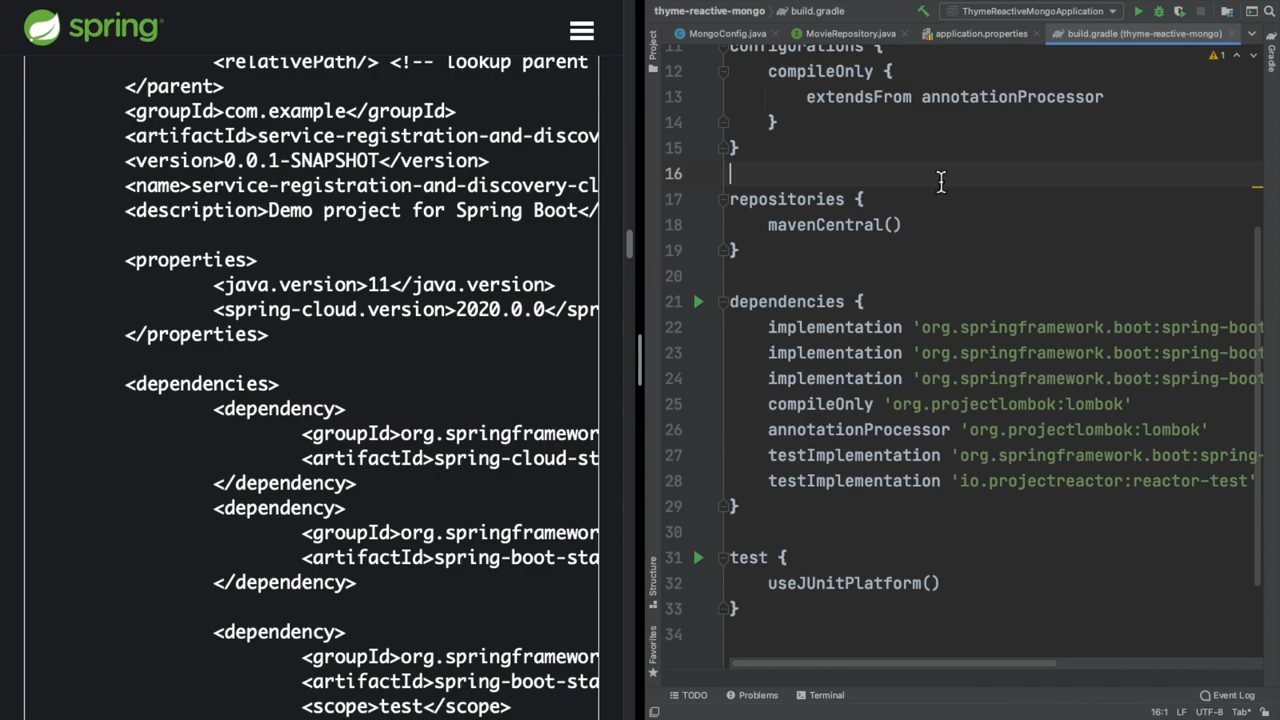 spring
<relativePath/> <!-- lookup parent
</parent>
<groupId>com.example</groupId>
<artifactId>service-registration-and-discov
<version>0.0.1-SNAPSHOT</version>
<name>service-registration-and-discovery-cl
<description>Demo project for Spring Boot</
<properties>
<java.version>11</java.version>
<spring-cloud.version>2020.0.0</spr
</properties>
<dependencies>
<dependency>
<groupId>org.springframewor
<artifactId>spring-cloud-st
</dependency>
<dependency>
<groupId>org.springframewor
<artifactId>spring-boot-sta
</dependency>
<dependency>
<groupId>org.springframewor
<artifactId>spring-boot-sta
<scope>test</scope>
thyme-reactive-mongo build.gradle ThymeReactiveMongoApplication
MongoConfig.java MovieRepository.java application.properties build.gradle (thyme-reactive-mongo)
Project
Structure
Favorites
Gradle
1
11 configurations {
12 compileOnly {
13 extendsFrom annotationProcessor
14 }
15 }
16
17 repositories {
18 mavenCentral()
19 }
20
21 dependencies {
22 implementation 'org.springframework.boot:spring-boot
23 implementation 'org.springframework.boot:spring-boot
24 implementation 'org.springframework.boot:spring-boot
25 compileOnly 'org.projectlombok:lombok'
26 annotationProcessor 'org.projectlombok:lombok'
27 testImplementation 'org.springframework.boot:spring-
28 testImplementation 'io.projectreactor:reactor-test'
29 }
30
31 test {
32 useJUnitPlatform()
33 }
34
TODO Problems Terminal Event Log
16:1 LF UTF-8 Tab*